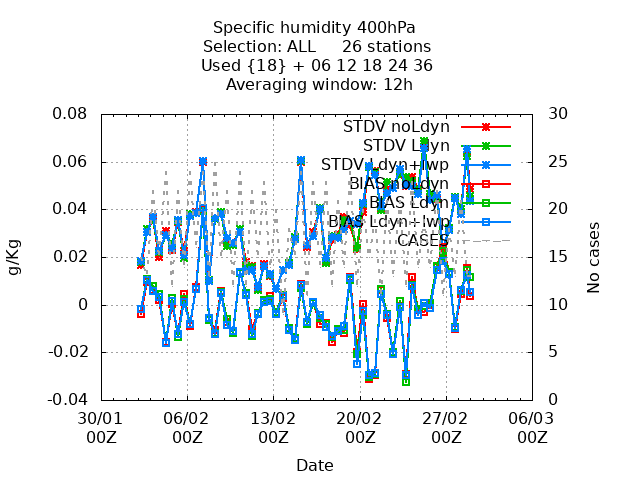 Specific humidity 400hPa
Selection: ALL 26 stations
Used {18} + 06 12 18 24 36
Averaging window: 12h
STDV noLdyn
STDV Ldyn
STDV Ldyn+lwp
BIAS noLdyn
BIAS Ldyn
BIAS Ldyn+lwp
CASES
0.08
0.06
0.04
0.02
0
-0.02
-0.04
g/Kg
30
25
20
15
10
5
0
No cases
30/01 06/02 13/02 20/02 27/02 06/03
00Z 00Z 00Z 00Z 00Z 00Z
Date